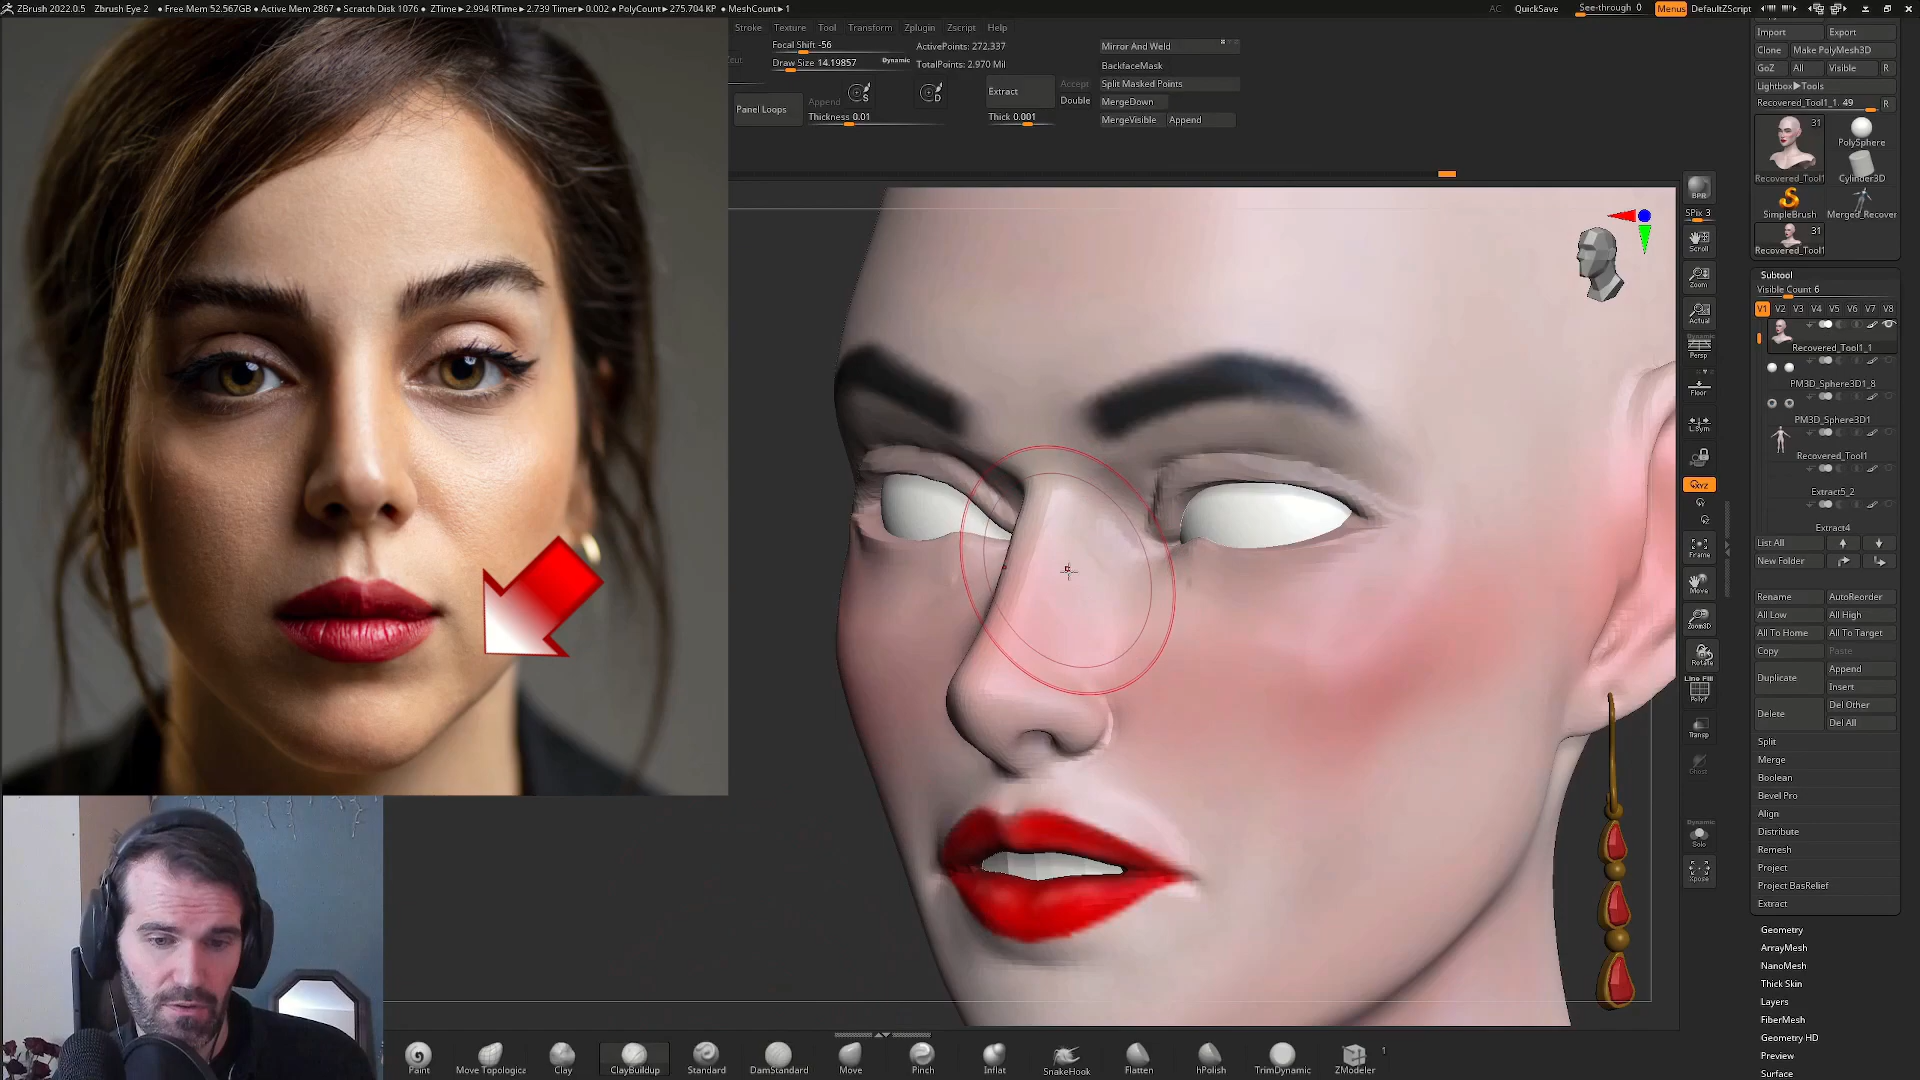 ZBrush 2022.0.5 Zbrush Eye 2 • Free Mem 52.567GB • Active Mem 2867 • Scratch Disk 1076 • ZTime▸2.994 RTime▸2.739 Timer▸0.002 • PolyCount▸275.704 KP • MeshCount▸1
AC QuickSave See-through 0 Menus DefaultZScript
Stroke Texture Tool Transform Zplugin Zscript Help
Focal Shift -56
Draw Size 14.19857 Dynamic
ActivePoints: 272,337
TotalPoints: 2.970 Mil
Panel Loops
Append
Thickness 0.01
S
D
Extract
Accept
Double
Thick 0.001
Mirror And Weld
BackfaceMask
Split Masked Points
MergeDown
MergeVisible Append
Import Export
Clone Make PolyMesh3D
GoZ All Visible R
Lightbox▸Tools
Recovered_Tool1_1. 49 R
31
PolySphere
Recovered_Tool1 Cylinder3D
SimpleBrush Merged_Recover
31
Recovered_Tool1
Subtool
Visible Count 6
V1 V2 V3 V4 V5 V6 V7 V8
Recovered_Tool1_1
PM3D_Sphere3D1_8
PM3D_Sphere3D1
Recovered_Tool1
Extract5_2
Extract4
List All
New Folder
Rename AutoReorder
All Low All High
All To Home All To Target
Copy Paste
Duplicate Append
Insert
Delete Del Other
Del All
Split
Merge
Boolean
Bevel Pro
Align
Distribute
Remesh
Project
Project BasRelief
Extract
Geometry
ArrayMesh
NanoMesh
Thick Skin
Layers
FiberMesh
Geometry HD
Preview
Surface
BPR
SPix 3
Scroll
Zoom
Actual
Dynamic
Persp
Floor
L.Sym
XYZ
Frame
Move
Zoom3D
Rotate
Line Fill
PolyF
Transp
Ghost
Dynamic
Solo
Xpose
Paint Move Topologica Clay ClayBuildup Standard DamStandard Move Pinch Inflat SnakeHook Flatten hPolish TrimDynamic ZModeler
1